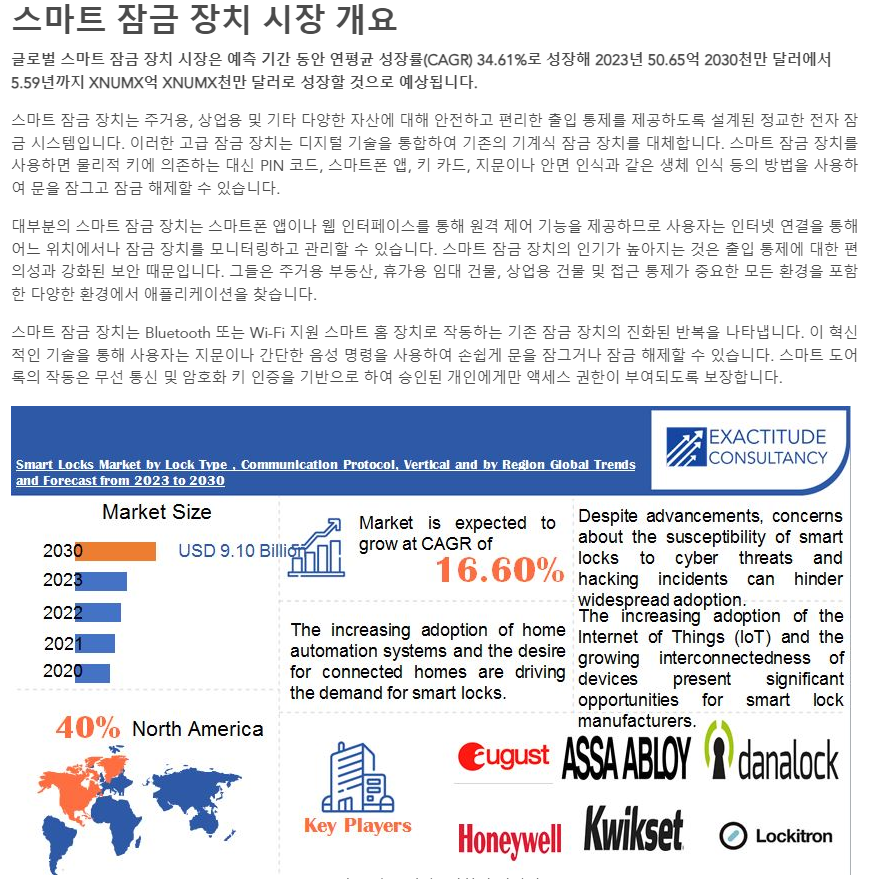 스마트 잠금 장치 시장 개요
글로벌 스마트 잠금 장치 시장은 예측 기간 동안 연평균 성장률(CAGR) 34.61%로 성장해 2023년 50.65억 2030천만 달러에서
5.59년까지 XNUMX억 XNUMX천만 달러로 성장할 것으로 예상됩니다.
스마트 잠금 장치는 주거용, 상업용 및 기타 다양한 자산에 대해 안전하고 편리한 출입 통제를 제공하도록 설계된 정교한 전자 잠
금 시스템입니다. 이러한 고급 잠금 장치는 디지털 기술을 통합하여 기존의 기계식 잠금 장치를 대체합니다. 스마트 잠금 장치를
사용하면 물리적 키에 의존하는 대신 PIN 코드, 스마트폰 앱, 키 카드, 지문이나 안면 인식과 같은 생체 인식 등의 방법을 사용하
여 문을 잠그고 잠금 해제할 수 있습니다.
대부분의 스마트 잠금 장치는 스마트폰 앱이나 웹 인터페이스를 통해 원격 제어 기능을 제공하므로 사용자는 인터넷 연결을 통해
어느 위치에서나 잠금 장치를 모니터링하고 관리할 수 있습니다. 스마트 잠금 장치의 인기가 높아지는 것은 출입 통제에 대한 편
의성과 강화된 보안 때문입니다. 그들은 주거용 부동산, 휴가용 임대 건물, 상업용 건물 및 접근 통제가 중요한 모든 환경을 포함
한 다양한 환경에서 애플리케이션을 찾습니다.
스마트 잠금 장치는 Bluetooth 또는 Wi-Fi 지원 스마트 홈 장치로 작동하는 기존 잠금 장치의 진화된 반복을 나타냅니다. 이 혁신
적인 기술을 통해 사용자는 지문이나 간단한 음성 명령을 사용하여 손쉽게 문을 잠그거나 잠금 해제할 수 있습니다. 스마트 도어
록의 작동은 무선 통신 및 암호화 키 인증을 기반으로 하여 승인된 개인에게만 액세스 권한이 부여되도록 보장합니다.
EXACTITUDE
CONSULTANCY
Smart Locks Market by Lock Type , Communication Protocol, Vertical and by Region Global Trends
and Forecast from 2023 to 2030
Market Size
2030 USD 9.10 Billion
2023
2022
2021
2020
Market is expected to
grow at CAGR of
16.60%
Despite advancements, concerns
about the susceptibility of smart
locks to cyber threats and
hacking incidents can hinder
widespread adoption.
The increasing adoption of home
automation systems and the desire
for connected homes are driving
the demand for smart locks.
The increasing adoption of the
Internet of Things (IoT) and the
growing interconnectedness of
devices present significant
opportunities for smart lock
manufacturers.
40% North America
Key Players
august
ASSA ABLOY
danalock
Honeywell
Kwikset
Lockitron